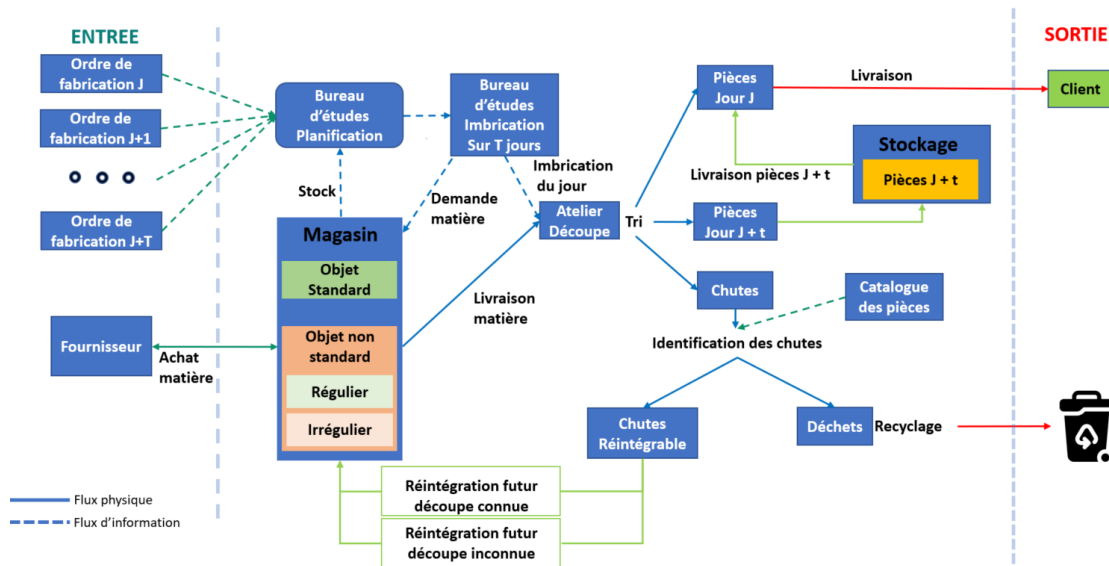 ENTREE
SORTIE
Ordre de
fabrication J
Ordre de
fabrication J+1
Ordre de
fabrication J+T
Bureau
d'études
Planification
Bureau
d'études
Imbrication
Sur T jours
Stock
Demande
matière
Imbrication
du jour
Atelier
Découpe
Tri
Pièces
Jour J
Livraison
Client
Stockage
Pièces J + t
Livraison pièces J + t
Pièces
Jour J + t
Magasin
Objet
Standard
Objet non
standard
Régulier
Irrégulier
Livraison
matière
Fournisseur
Achat
matière
Chutes
Catalogue
des pièces
Identification des chutes
Chutes
Réintégrable
Déchets
Recyclage
Réintégration futur
découpe connue
Réintégration futur
découpe inconnue
Flux physique
Flux d'information